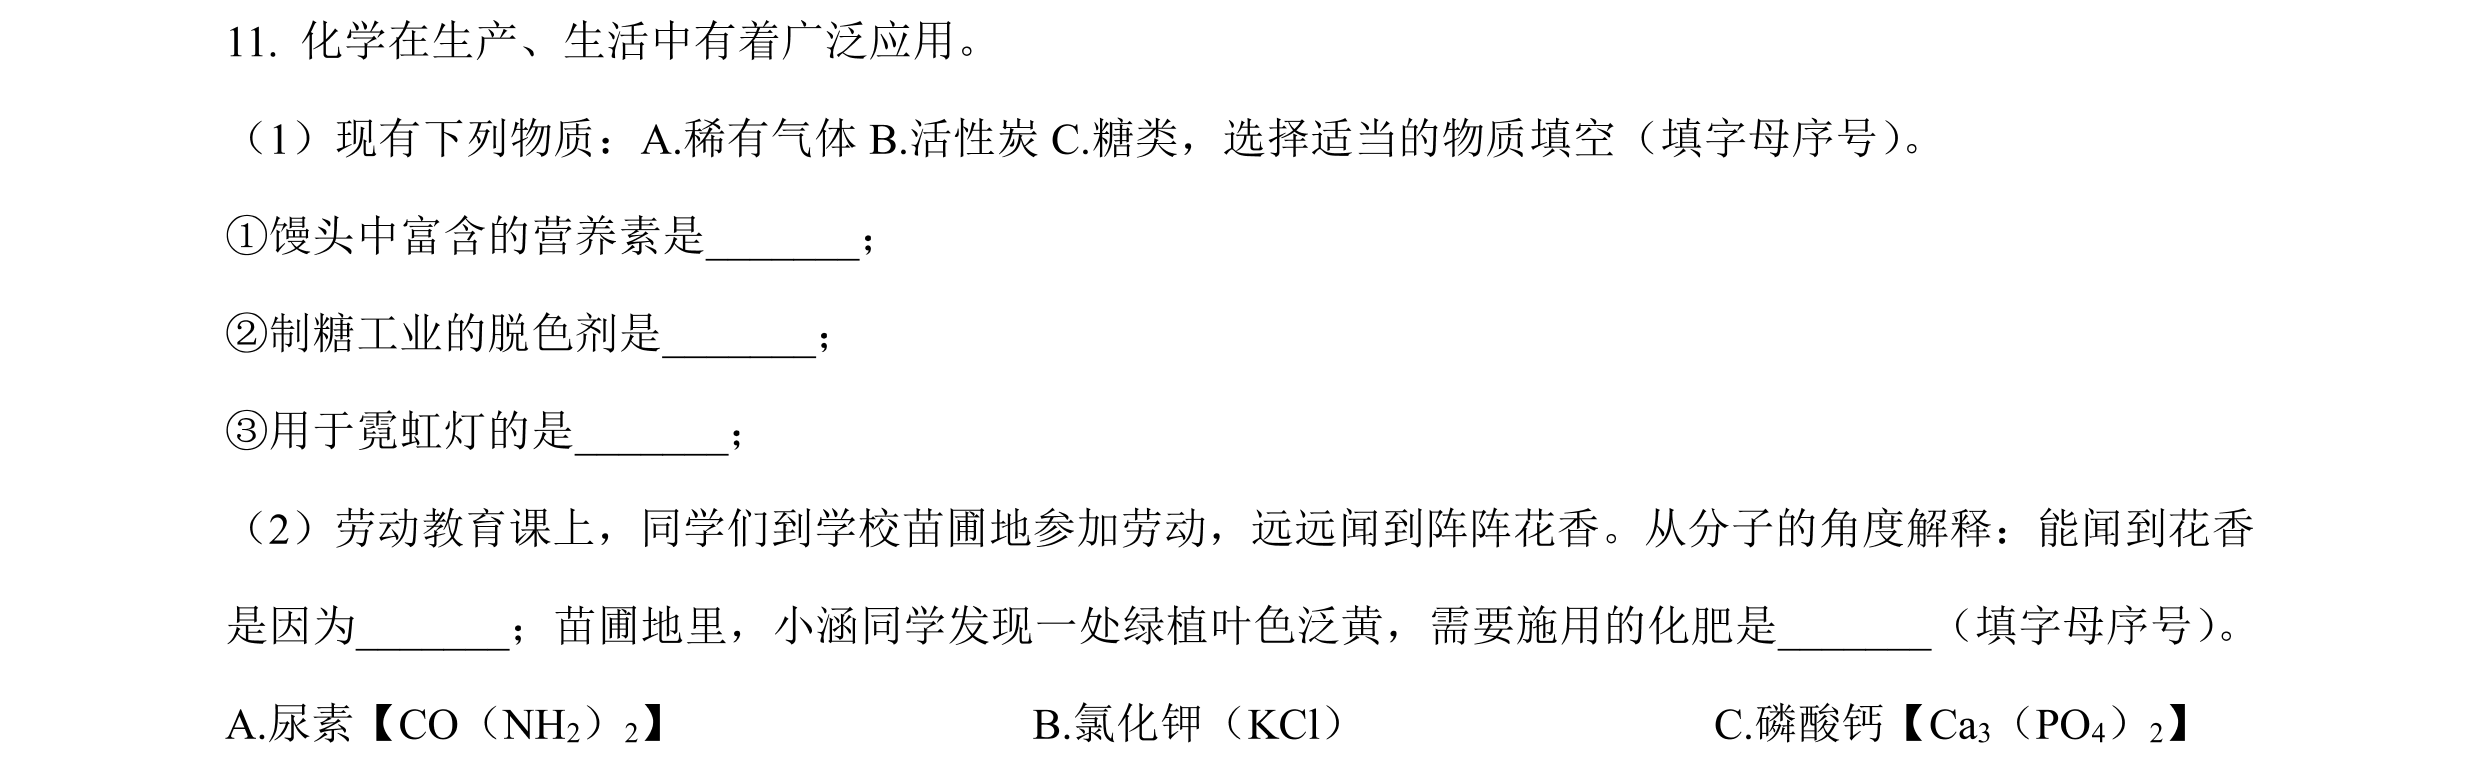 11. 化学在生产、生活中有着广泛应用。
（1）现有下列物质：A.稀有气体 B.活性炭 C.糖类，选择适当的物质填空（填字母序号）。
①馒头中富含的营养素是_______；
②制糖工业的脱色剂是_______；
③用于霓虹灯的是_______；
（2）劳动教育课上，同学们到学校苗圃地参加劳动，远远闻到阵阵花香。从分子的角度解释：能闻到花香
是因为_______；苗圃地里，小涵同学发现一处绿植叶色泛黄，需要施用的化肥是_______（填字母序号）。
A.尿素【CO（NH₂）₂】 B.氯化钾（KCl） C.磷酸钙【Ca₃（PO₄）₂】